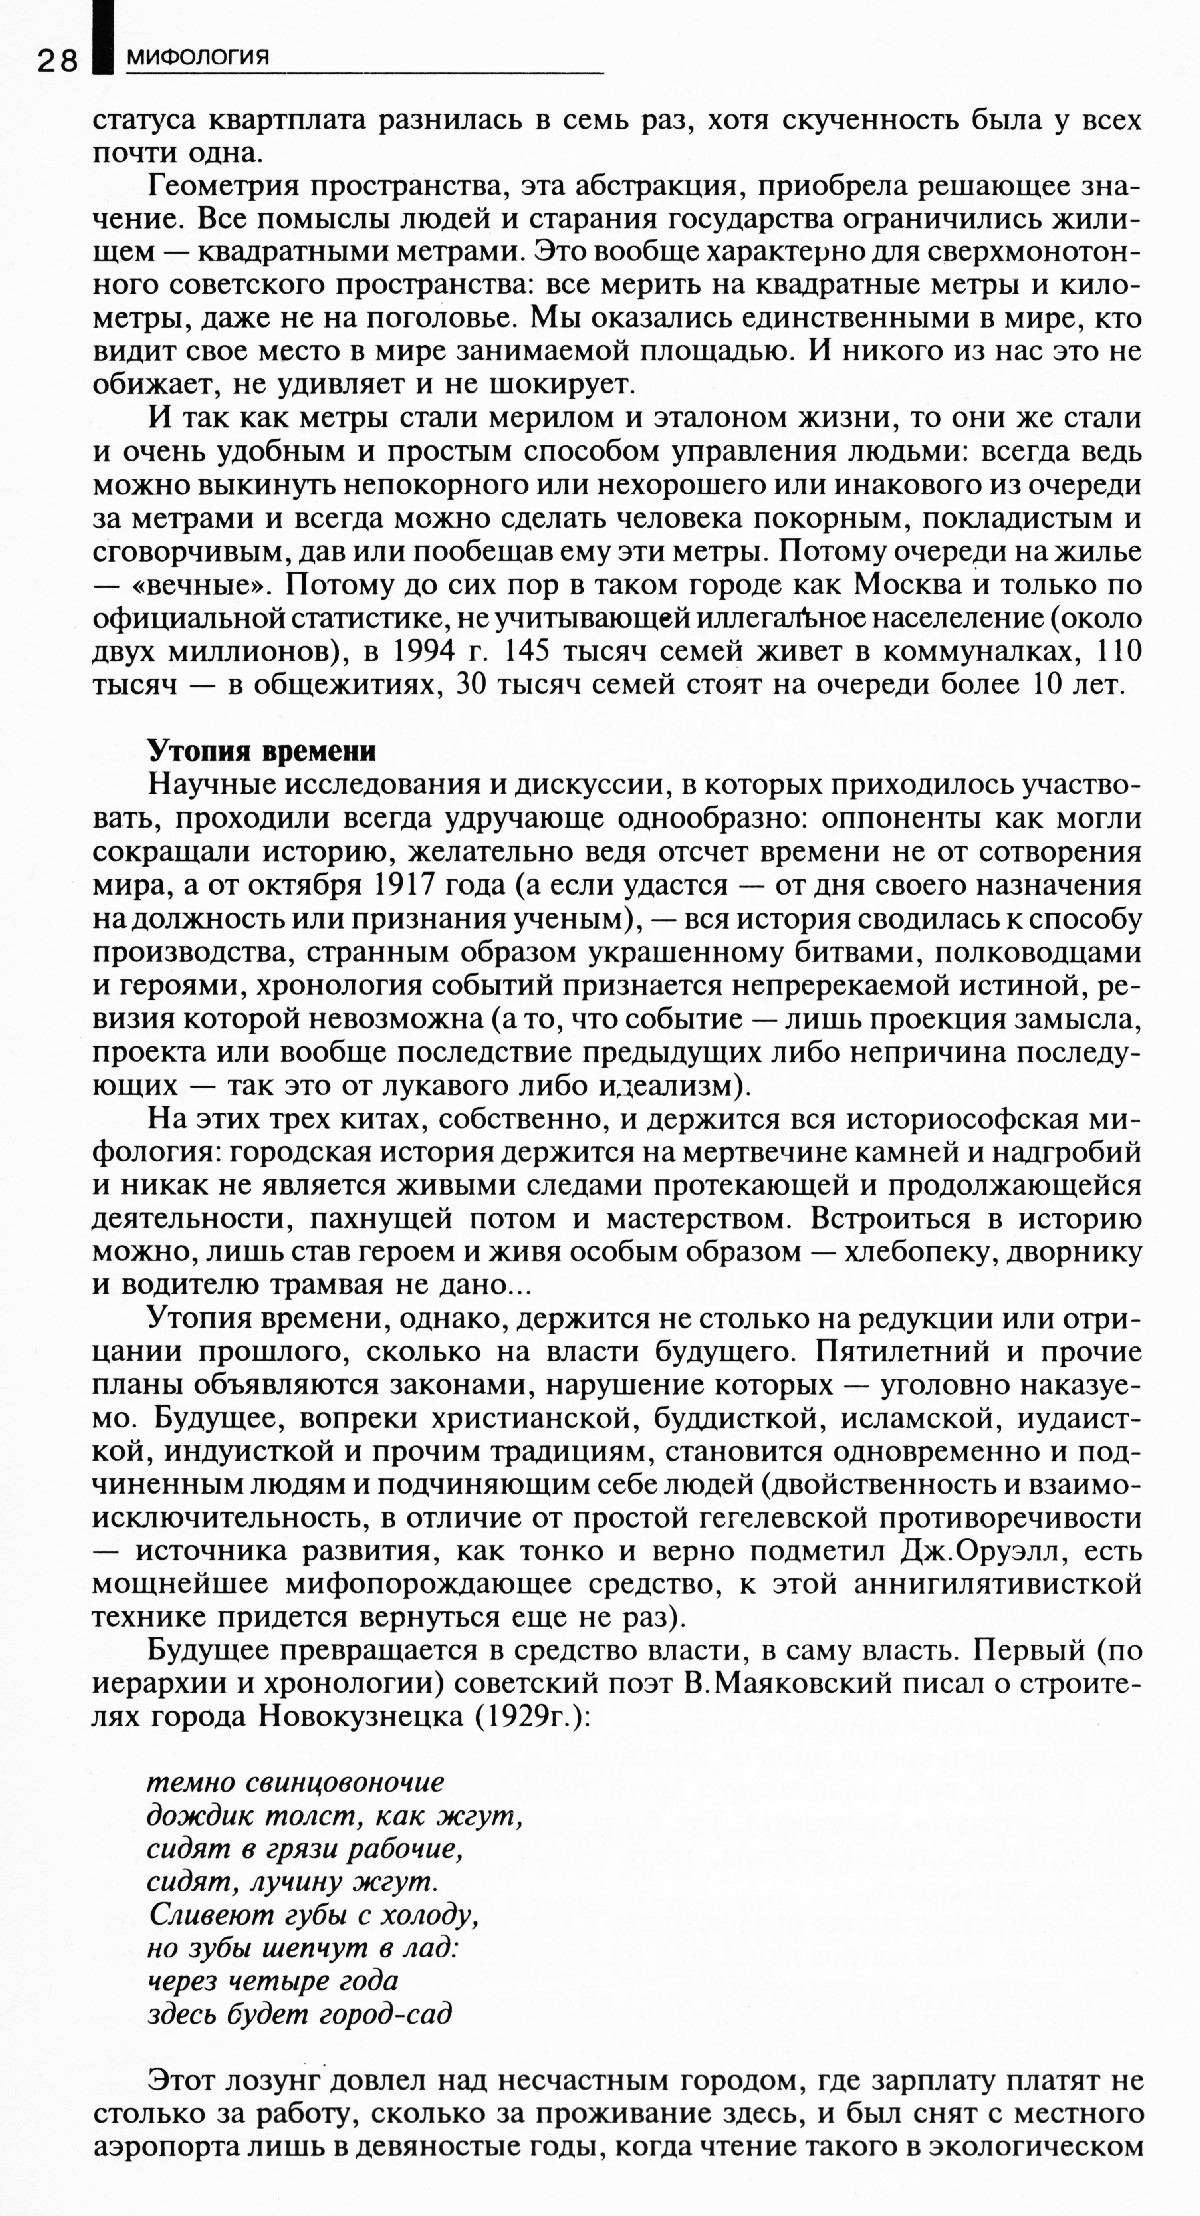 28
МИФОЛОГИЯ
статуса квартплата разнилась в семь раз, хотя скученность была у всех
почти одна.
Геометрия пространства, эта абстракция, приобрела решающее зна-
чение. Все помыслы людей и старания государства ограничились жили-
щем — квадратными метрами. Это вообще характерно для сверхмонотон-
ного советского пространства: все мерить на квадратные метры и кило-
метры, даже не на поголовье. Мы оказались единственными в мире, кто
видит свое место в мире занимаемой площадью. И никого из нас это не
обижает, не удивляет и не шокирует.
И так как метры стали мерилом и эталоном жизни, то они же стали
и очень удобным и простым способом управления людьми: всегда ведь
можно выкинуть непокорного или нехорошего или инакового из очереди
за метрами и всегда можно сделать человека покорным, покладистым и
сговорчивым, дав или пообещав ему эти метры. Потому очереди на жилье
— «вечные». Потому до сих пор в таком городе как Москва и только по
официальной статистике, не учитывающей иллегальное населеление (около
двух миллионов), в 1994 г. 145 тысяч семей живет в коммуналках, 110
тысяч — в общежитиях, 30 тысяч семей стоят на очереди более 10 лет.
Утопия времени
Научные исследования и дискуссии, в которых приходилось участво-
вать, проходили всегда удручающе однообразно: оппоненты как могли
сокращали историю, желательно ведя отсчет времени не от сотворения
мира, а от октября 1917 года (а если удастся — от дня своего назначения
на должность или признания ученым), — вся история сводилась к способу
производства, странным образом украшенному битвами, полководцами
и героями, хронология событий признается непререкаемой истиной, ре-
визия которой невозможна (а то, что событие — лишь проекция замысла,
проекта или вообще последствие предыдущих либо непричина последу-
ющих — так это от лукавого либо идеализм).
На этих трех китах, собственно, и держится вся историософская ми-
фология: городская история держится на мертвечине камней и надгробий
и никак не является живыми следами протекающей и продолжающейся
деятельности, пахнущей потом и мастерством. Встроиться в историю
можно, лишь став героем и живя особым образом — хлебопеку, дворнику
и водителю трамвая не дано...
Утопия времени, однако, держится не столько на редукции или отри-
цании прошлого, сколько на власти будущего. Пятилетний и прочие
планы объявляются законами, нарушение которых — уголовно наказуе-
мо. Будущее, вопреки христианской, буддисткой, исламской, иудаист-
кой, индуисткой и прочим традициям, становится одновременно и под-
чиненным людям и подчиняющим себе людей (двойственность и взаимо-
исключительность, в отличие от простой гегелевской противоречивости
— источника развития, как тонко и верно подметил Дж.Оруэлл, есть
мощнейшее мифопорождающее средство, к этой аннигилятивисткой
технике придется вернуться еще не раз).
Будущее превращается в средство власти, в саму власть. Первый (по
иерархии и хронологии) советский поэт В.Маяковский писал о строите-
лях города Новокузнецка (1929г.):
темно свинцовоночие
дождик толст, как жгут,
сидят в грязи рабочие,
сидят, лучину жгут.
Сливеют губы с холоду,
но зубы шепчут в лад:
через четыре года
здесь будет город-сад
Этот лозунг довлел над несчастным городом, где зарплату платят не
столько за работу, сколько за проживание здесь, и был снят с местного
аэропорта лишь в девяностые годы, когда чтение такого в экологическом